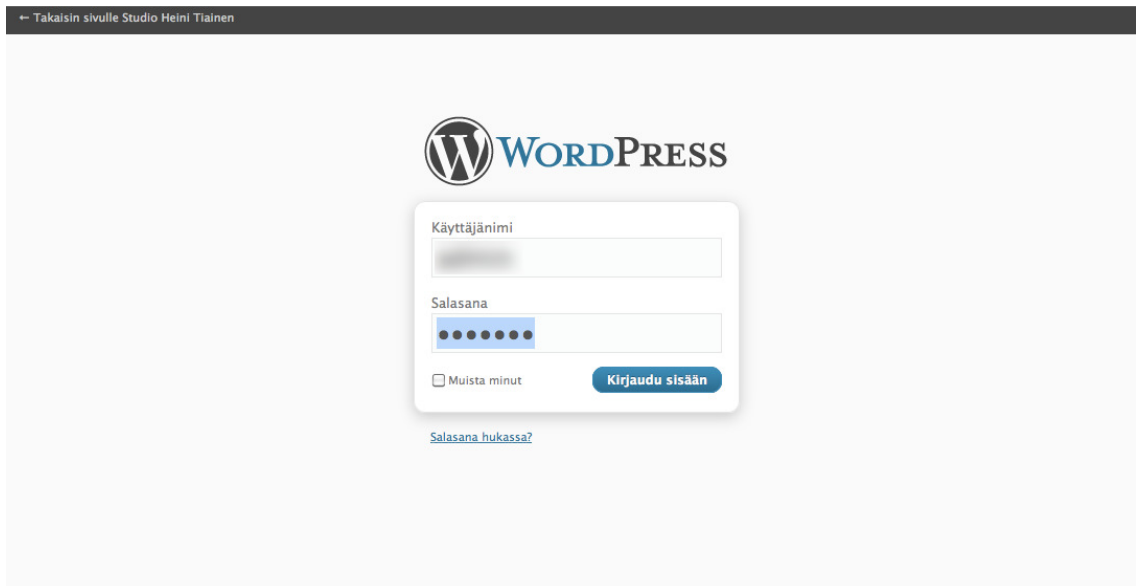 ← Takaisin sivulle Studio Heini Tiainen
WORDPRESS
Käyttäjänimi
Salasana
●●●●●●●
Muista minut
Kirjaudu sisään
Salasana hukassa?